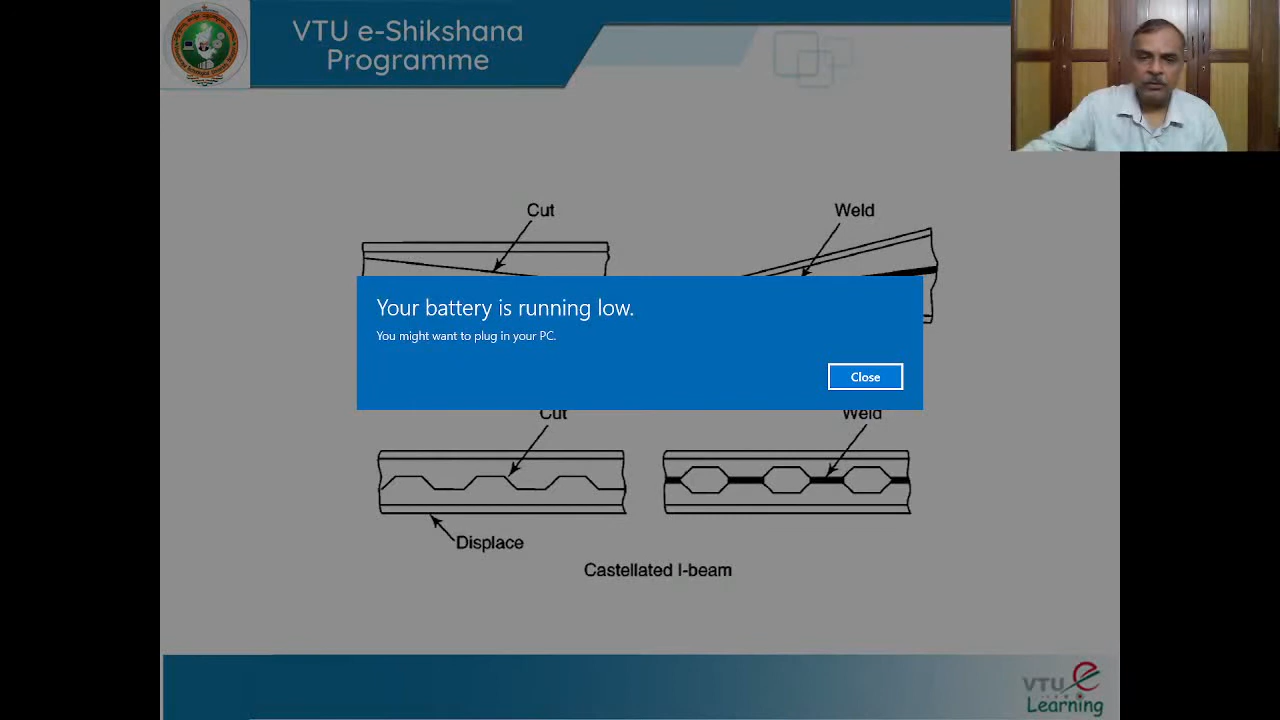 VTU e-Shikshana
Programme
Cut
Weld
Your battery is running low.
You might want to plug in your PC.
Close
Cut
Weld
Displace
Castellated I-beam
VTU e
Learning